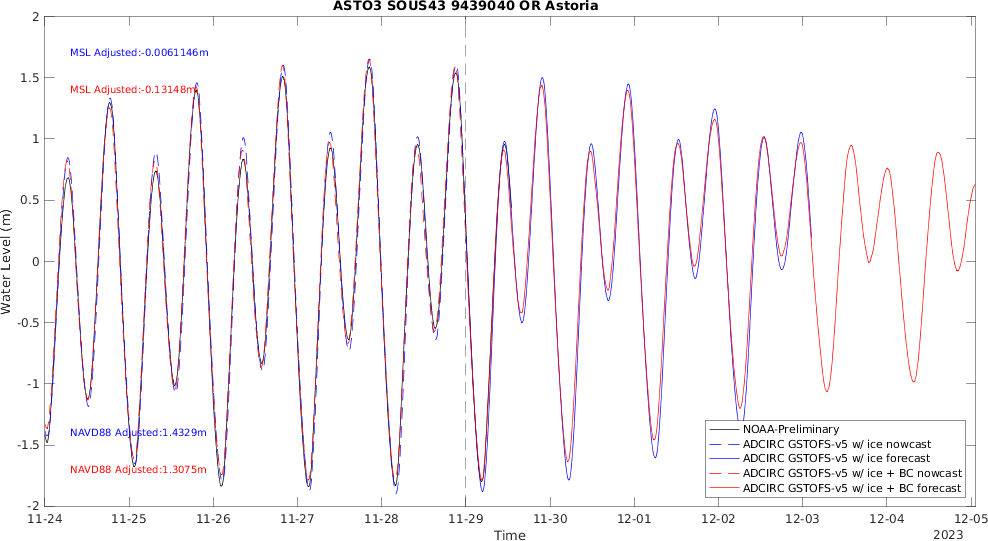 ASTO3 SOUS43 9439040 OR Astoria
2
1.5
1
0.5
0
-0.5
-1
-1.5
-2
Water Level (m)
MSL Adjusted:-0.0061146m
MSL Adjusted:-0.13148m
NAVD88 Adjusted:1.4329m
NAVD88 Adjusted:1.3075m
NOAA-Preliminary
ADCIRC GSTOFS-v5 w/ ice nowcast
ADCIRC GSTOFS-v5 w/ ice forecast
ADCIRC GSTOFS-v5 w/ ice + BC nowcast
ADCIRC GSTOFS-v5 w/ ice + BC forecast
11-24 11-25 11-26 11-27 11-28 11-29 11-30 12-01 12-02 12-03 12-04 12-05
Time
2023